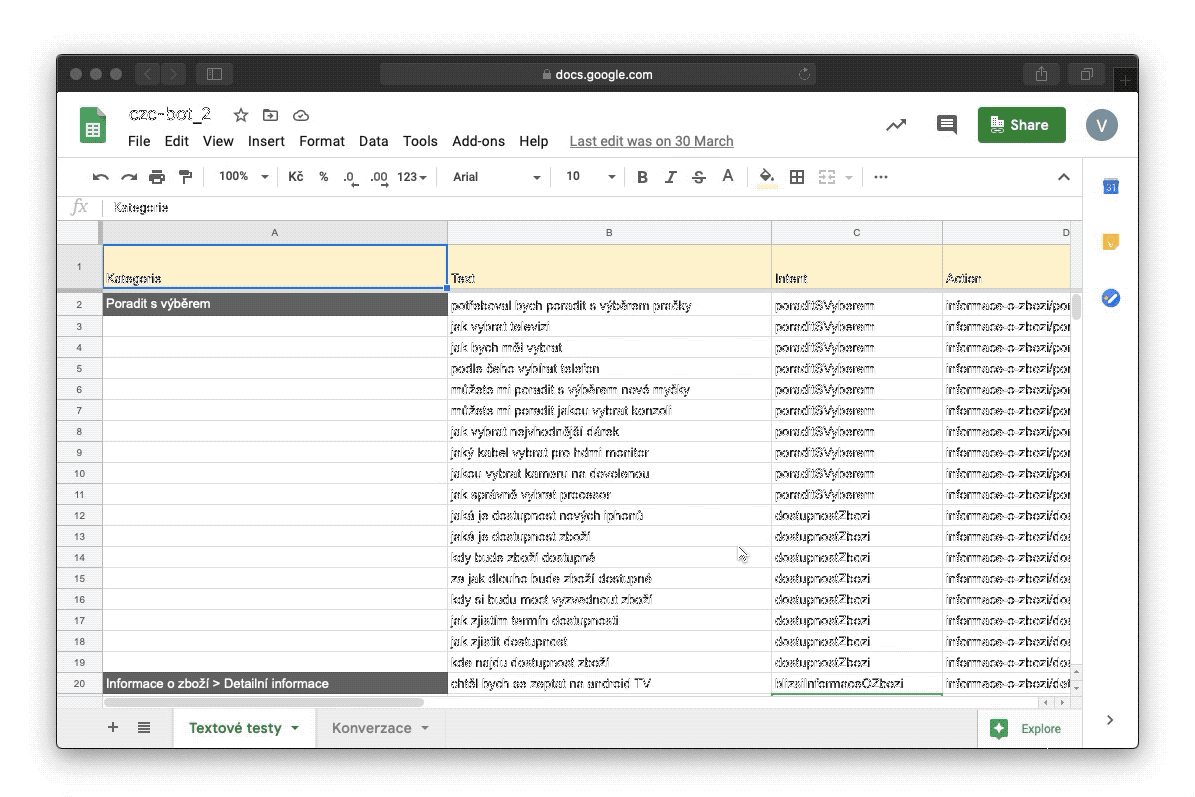 docs.google.com
czc-bot_2
File Edit View Insert Format Data Tools Add-ons Help Last edit was on 30 March
Share
V
100% Kč % .0 .00 123 Arial 10 B I S A
31
fx Kategorie
A B C D
1 Kategorie Text Intent Action
2 Poradit s výběrem potřeboval bych poradit s výběrem pračky poraditSVyberem informace-o-zbozi/por
3 jak vybrat televizi poraditSVyberem informace-o-zbozi/por
4 jak bych měl vybrat poraditSVyberem informace-o-zbozi/por
5 podle čeho vybírat telefon poraditSVyberem informace-o-zbozi/por
6 můžete mi poradit s výběrem nové myčky poraditSVyberem informace-o-zbozi/por
7 můžete mi poradit jakou vybrat konzoli poraditSVyberem informace-o-zbozi/por
8 jak vybrat nejvhodnější dárek poraditSVyberem informace-o-zbozi/por
9 jaký kabel vybrat pro hdmi monitor poraditSVyberem informace-o-zbozi/por
10 jakou vybrat kameru na dovolenou poraditSVyberem informace-o-zbozi/por
11 jak správně vybrat procesor poraditSVyberem informace-o-zbozi/por
12 jaká je dostupnost nových iphonů dostupnostZbozi informace-o-zbozi/dos
13 jaká je dostupnost zboží dostupnostZbozi informace-o-zbozi/dos
14 kdy bude zboží dostupné dostupnostZbozi informace-o-zbozi/dos
15 za jak dlouho bude zboží dostupné dostupnostZbozi informace-o-zbozi/dos
16 kdy si budu moct vyzvednout zboží dostupnostZbozi informace-o-zbozi/dos
17 jak zjistím termín dostupnosti dostupnostZbozi informace-o-zbozi/dos
18 jak zjistit dostupnost dostupnostZbozi informace-o-zbozi/dos
19 kde najdu dostupnost zboží dostupnostZbozi informace-o-zbozi/dos
20 Informace o zboží > Detailní informace chtěl bych se zeptat na android TV blizsiInformaceOZbozi informace-o-zbozi/det
Textové testy Konverzace Explore